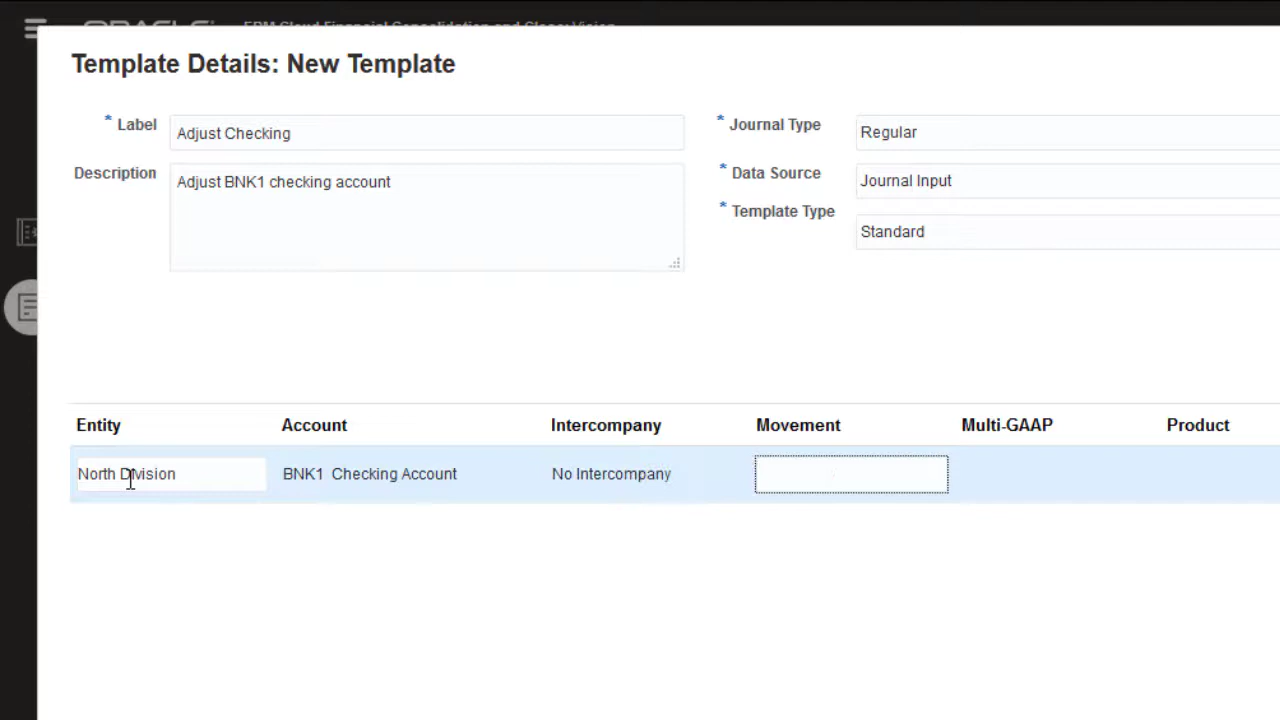 ORACLE
EPM Cloud Financial Consolidation and Close: Vision
Template Details: New Template
* Label
Adjust Checking
Description
Adjust BNK1 checking account
* Journal Type
Regular
* Data Source
Journal Input
* Template Type
Standard
Entity Account Intercompany Movement Multi-GAAP Product
North Division BNK1 Checking Account No Intercompany